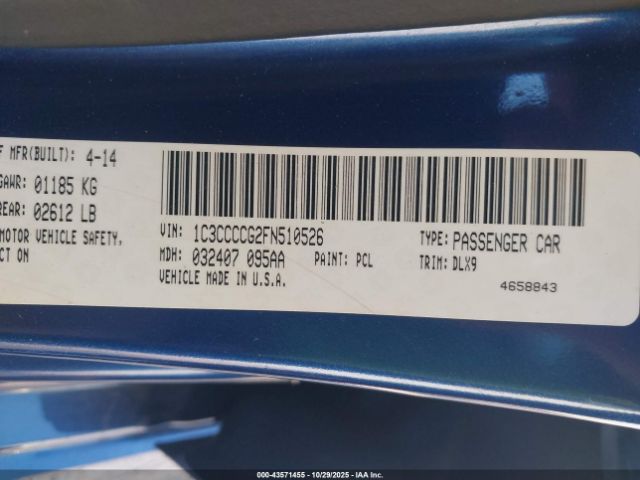 F MFR(BUILT): 4-14
GAWR: 01185 KG
REAR: 02612 LB
MOTOR VEHICLE SAFETY,
CT ON
VIN: 1C3CCCCG2FN510526
TYPE: PASSENGER CAR
MDH: 032407 095AA PAINT: PCL
TRIM: DLX9
VEHICLE MADE IN U.S.A.
4658843
000-43571455 | 10/29/2025 | IAA Inc.